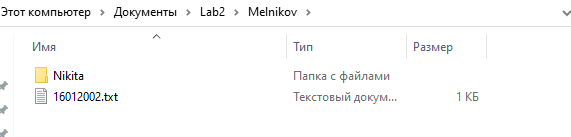 Этот компьютер > Документы > Lab2 > Melnikov >
Имя Тип Размер
Nikita Папка с файлами
16012002.txt Текстовый докум... 1 КБ